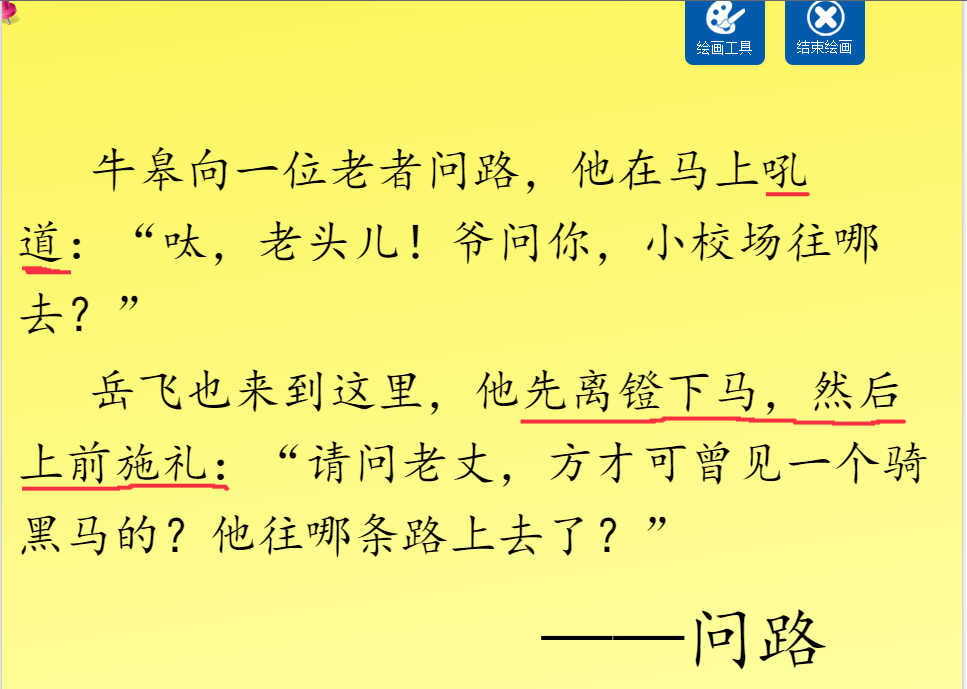 绘画工具
结束绘画
牛皋向一位老者问路，他在马上吼
道：“呔，老头儿！爷问你，小校场往哪
去？”
岳飞也来到这里，他先离镫下马，然后
上前施礼：“请问老丈，方才可曾见一个骑
黑马的？他往哪条路上去了？”
——问路